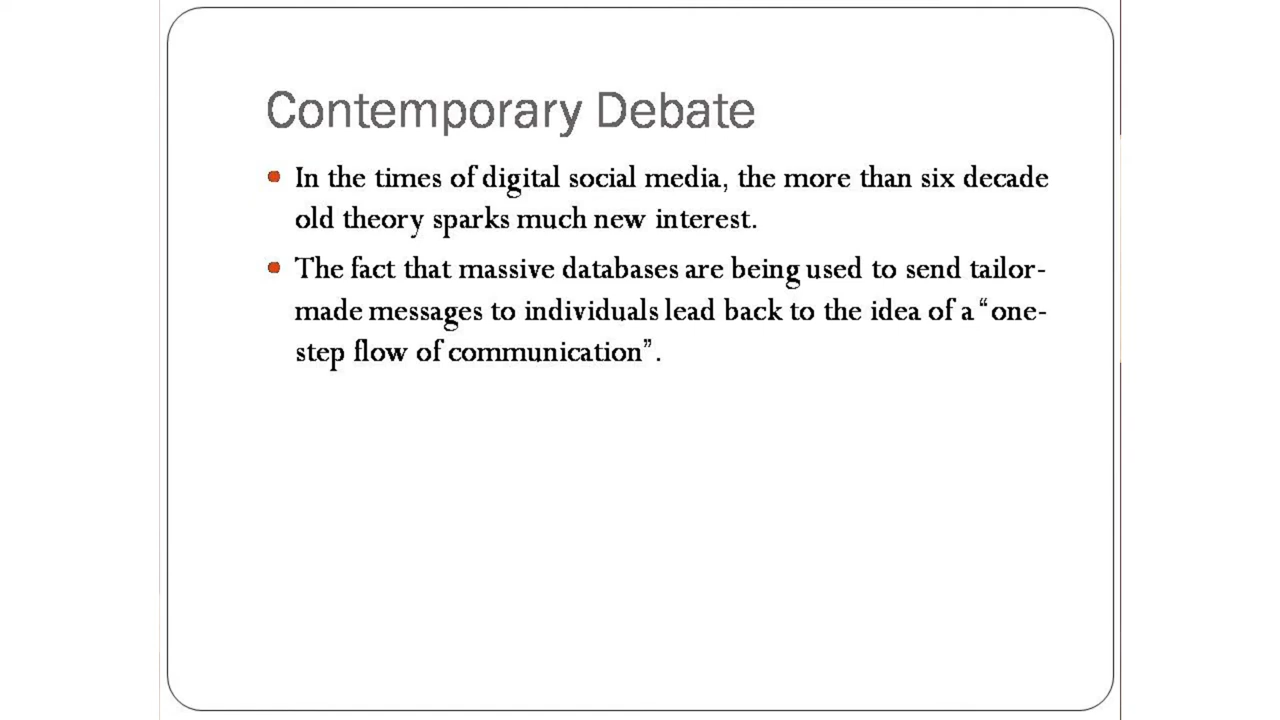 Contemporary Debate
In the times of digital social media, the more than six decade
old theory sparks much new interest.
The fact that massive databases are being used to send tailor-
made messages to individuals lead back to the idea of a “one-
step flow of communication”.